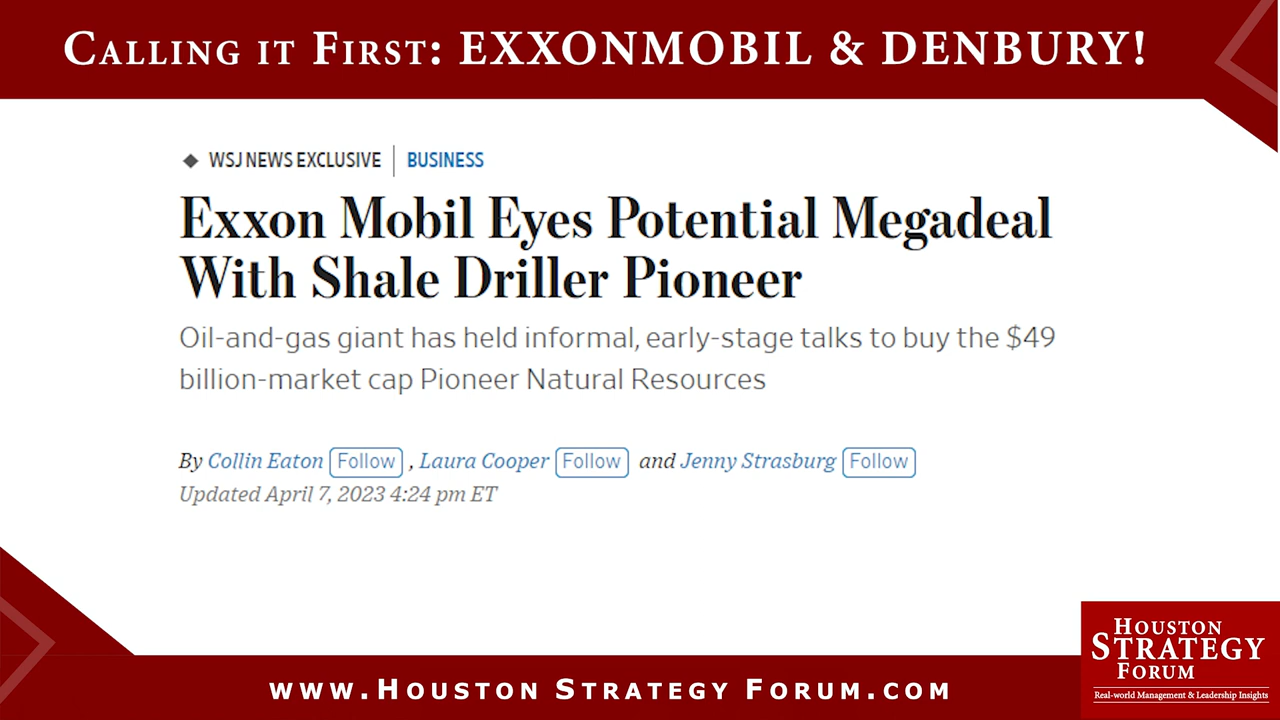 CALLING IT FIRST: EXXONMOBIL & DENBURY!
WSJ NEWS EXCLUSIVE | BUSINESS
Exxon Mobil Eyes Potential Megadeal
With Shale Driller Pioneer
Oil-and-gas giant has held informal, early-stage talks to buy the $49
billion-market cap Pioneer Natural Resources
By Collin Eaton Follow , Laura Cooper Follow and Jenny Strasburg Follow
Updated April 7, 2023 4:24 pm ET
HOUSTON
STRATEGY
FORUM
Real-world Management & Leadership Insights
WWW.HOUSTON STRATEGY FORUM.COM